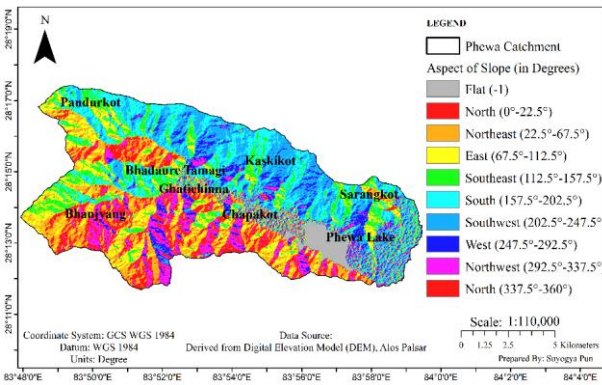 N
LEGEND
Phewa Catchment
Aspect of Slope (in Degrees)
Flat (-1)
North (0°-22.5°)
Northeast (22.5°-67.5°)
East (67.5°-112.5°)
Southeast (112.5°-157.5°)
South (157.5°-202.5°)
Southwest (202.5°-247.5°)
West (247.5°-292.5°)
Northwest (292.5°-337.5°)
North (337.5°-360°)
28°19'0"N
28°17'0"N
28°15'0"N
28°13'0"N
28°11'0"N
Pandurkot
Kaskikot
Bhadaure Tamagi
Ghatichinna
Sarangkot
Bhanjyang
Chapakot
Phewa Lake
Coordinate System: GCS WGS 1984
Datum: WGS 1984
Units: Degree
Data Source:
Derived from Digital Elevation Model (DEM), Alos Palsar
Scale: 1:110,000
0 1.25 2.5 5 Kilometers
Prepared By: Suyogya Pun
83°48'0"E 83°50'0"E 83°52'0"E 83°54'0"E 83°56'0"E 83°58'0"E 84°0'0"E 84°2'0"E 84°4'0"E